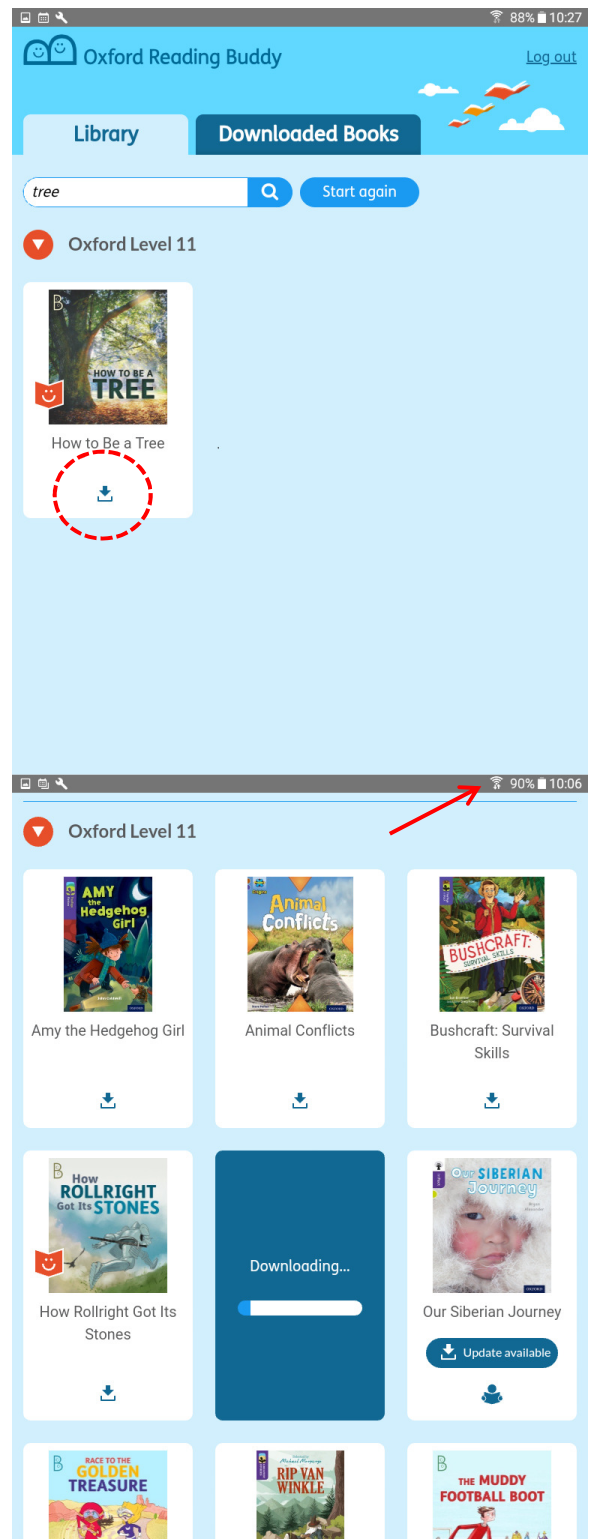 88% 10:27
Oxford Reading Buddy
Log out
Library
Downloaded Books
tree
Start again
Oxford Level 11
B
HOW TO BE A
TREE
How to Be a Tree
90% 10:06
Oxford Level 11
AMY
the
Hedgehog
Girl
Animal
Conflicts
BUSHCRAFT:
SURVIVAL SKILLS
Amy the Hedgehog Girl
Animal Conflicts
Bushcraft: Survival
Skills
B
How
ROLLRIGHT
Got Its STONES
Downloading...
Our SIBERIAN
Journey
How Rollright Got Its
Stones
Our Siberian Journey
Update available
B
RACE TO THE
GOLDEN
TREASURE
RIP VAN
WINKLE
B
THE MUDDY
FOOTBALL BOOT